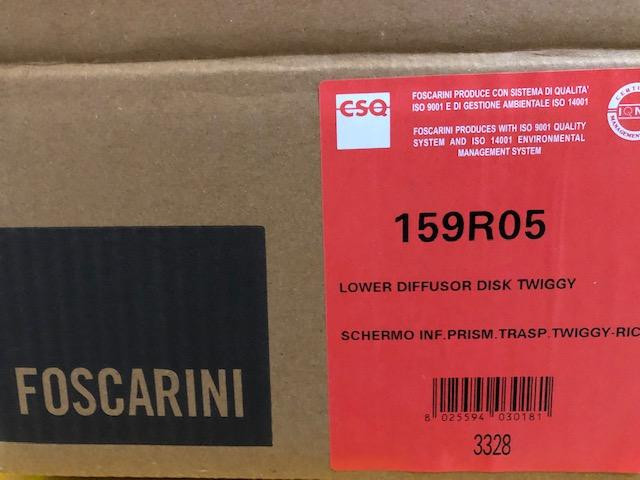 CSQ
FOSCARINI PRODUCE CON SISTEMA DI QUALITA'
ISO 9001 E DI GESTIONE AMBIENTALE ISO 14001
FOSCARINI PRODUCES WITH ISO 9001 QUALITY
SYSTEM AND ISO 14001 ENVIRONMENTAL
MANAGEMENT SYSTEM
159R05
LOWER DIFFUSOR DISK TWIGGY
SCHERMO INF.PRISM.TRASP.TWIGGY-RIC
8 025594 030181
3328
FOSCARINI